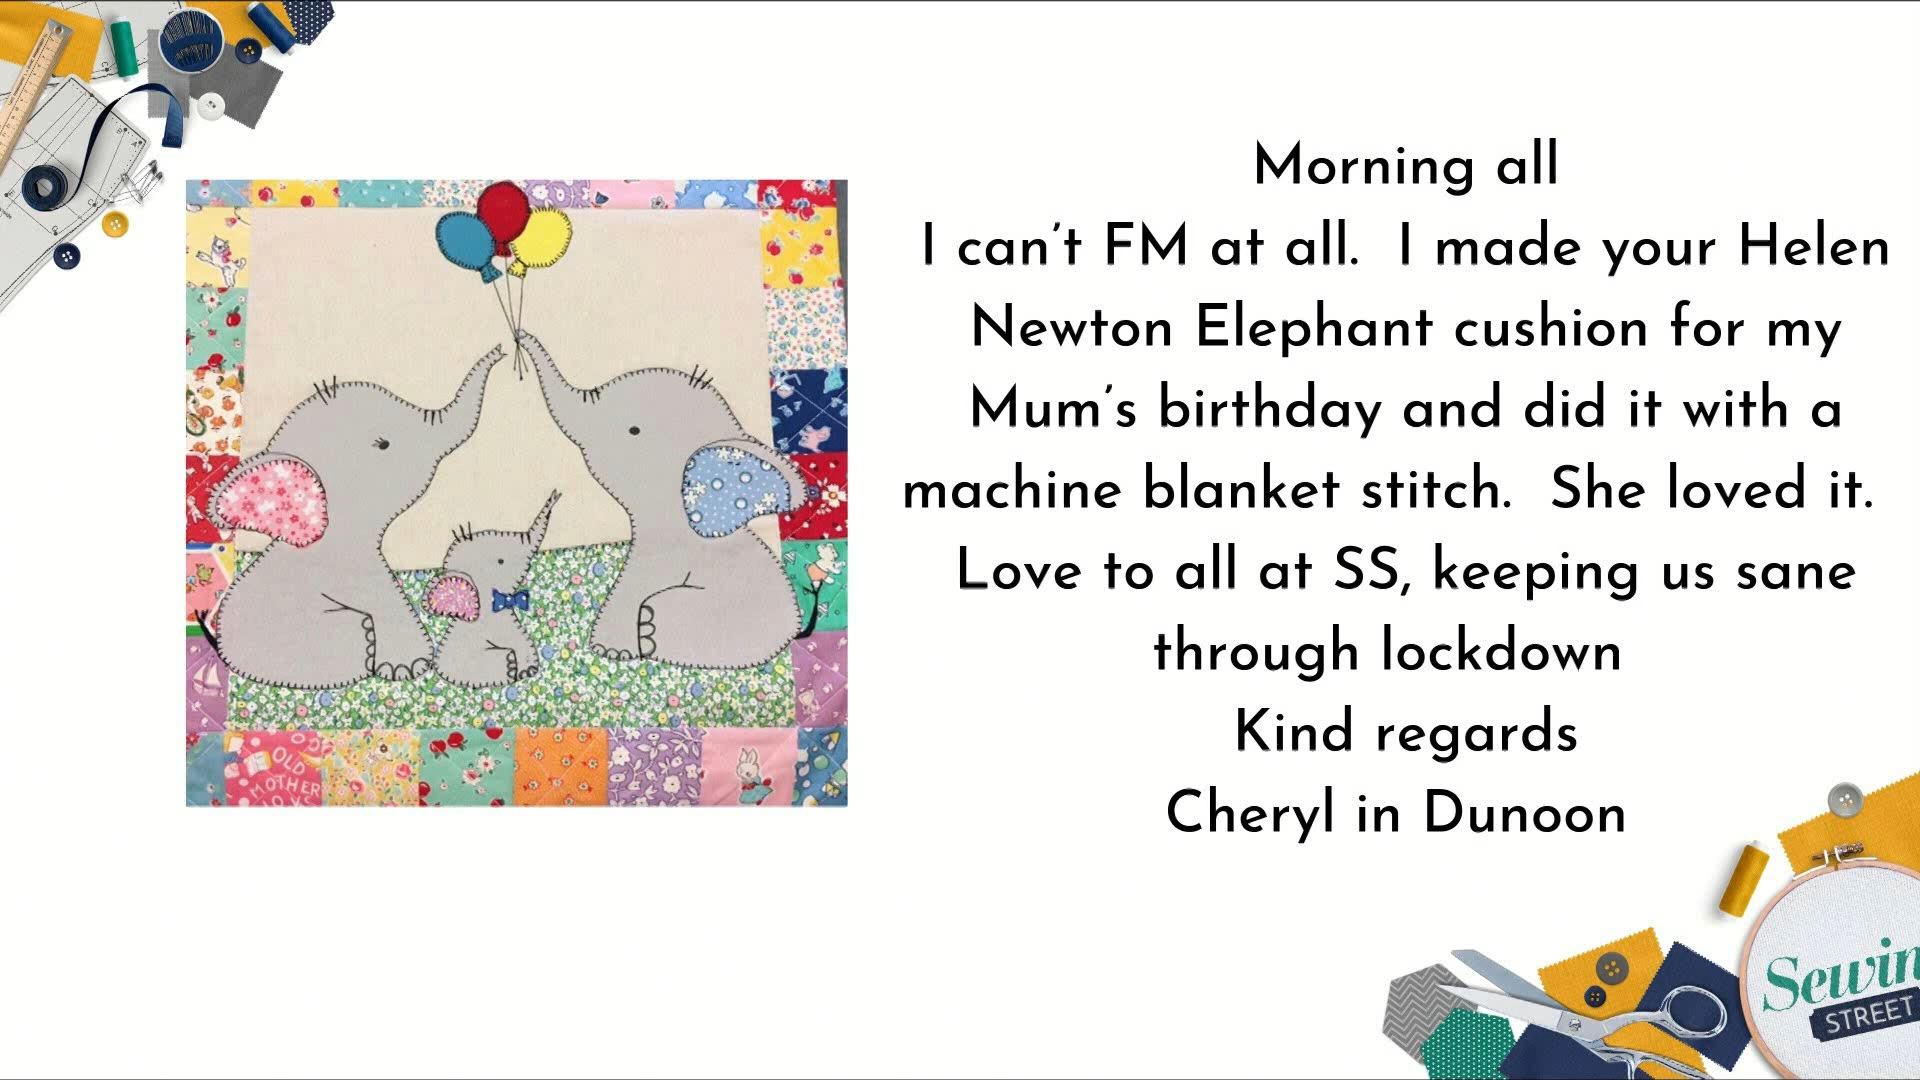 Morning all
I can't FM at all. I made your Helen
Newton Elephant cushion for my
Mum's birthday and did it with a
machine blanket stitch. She loved it.
Love to all at SS, keeping us sane
through lockdown
Kind regards
Cheryl in Dunoon
OLD
MOTHER
Sewin
STREET